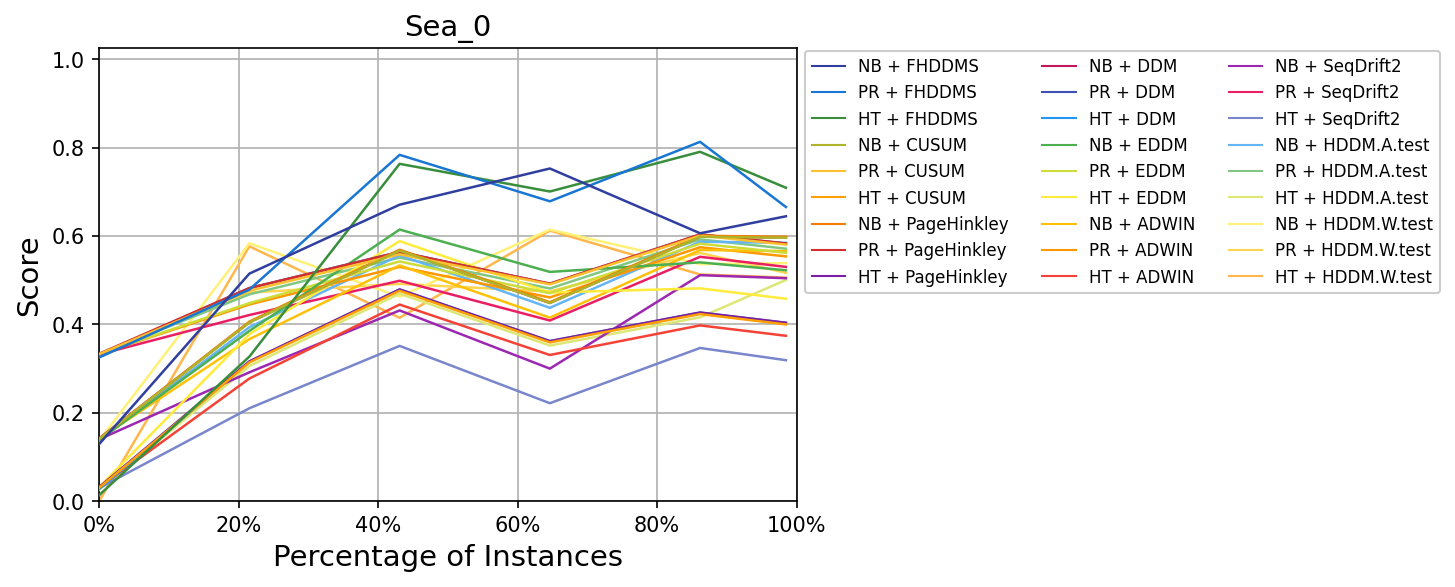 Sea_0
1.0
0.8
0.6
0.4
0.2
0.0
Score
0% 20% 40% 60% 80% 100%
Percentage of Instances
NB + FHDDMS
PR + FHDDMS
HT + FHDDMS
NB + CUSUM
PR + CUSUM
HT + CUSUM
NB + PageHinkley
PR + PageHinkley
HT + PageHinkley
NB + DDM
PR + DDM
HT + DDM
NB + EDDM
PR + EDDM
HT + EDDM
NB + ADWIN
PR + ADWIN
HT + ADWIN
NB + SeqDrift2
PR + SeqDrift2
HT + SeqDrift2
NB + HDDM.A.test
PR + HDDM.A.test
HT + HDDM.A.test
NB + HDDM.W.test
PR + HDDM.W.test
HT + HDDM.W.test